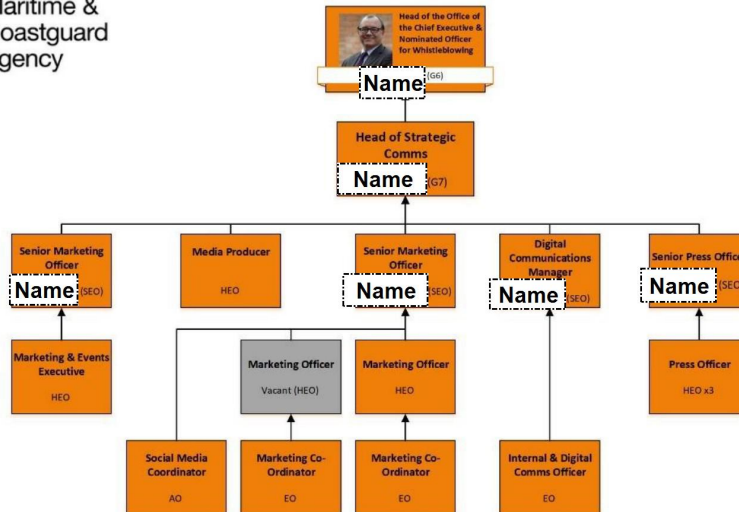 aritime &
oastguard
gency
Head of the Office of
the Chief Executive &
Nominated Officer
for Whistleblowing
Name (G6)
Head of Strategic
Comms
Name (G7)
Senior Marketing
Officer
Name (SEO)
Media Producer
HEO
Senior Marketing
Officer
Name (SEO)
Digital
Communications
Manager
Name (SEO)
Senior Press Office
Name (SEO
Marketing & Events
Executive
HEO
Marketing Officer
Vacant (HEO)
Marketing Officer
HEO
Press Officer
HEO x3
Social Media
Coordinator
AO
Marketing Co-
Ordinator
EO
Marketing Co-
Ordinator
EO
Internal & Digital
Comms Officer
EO